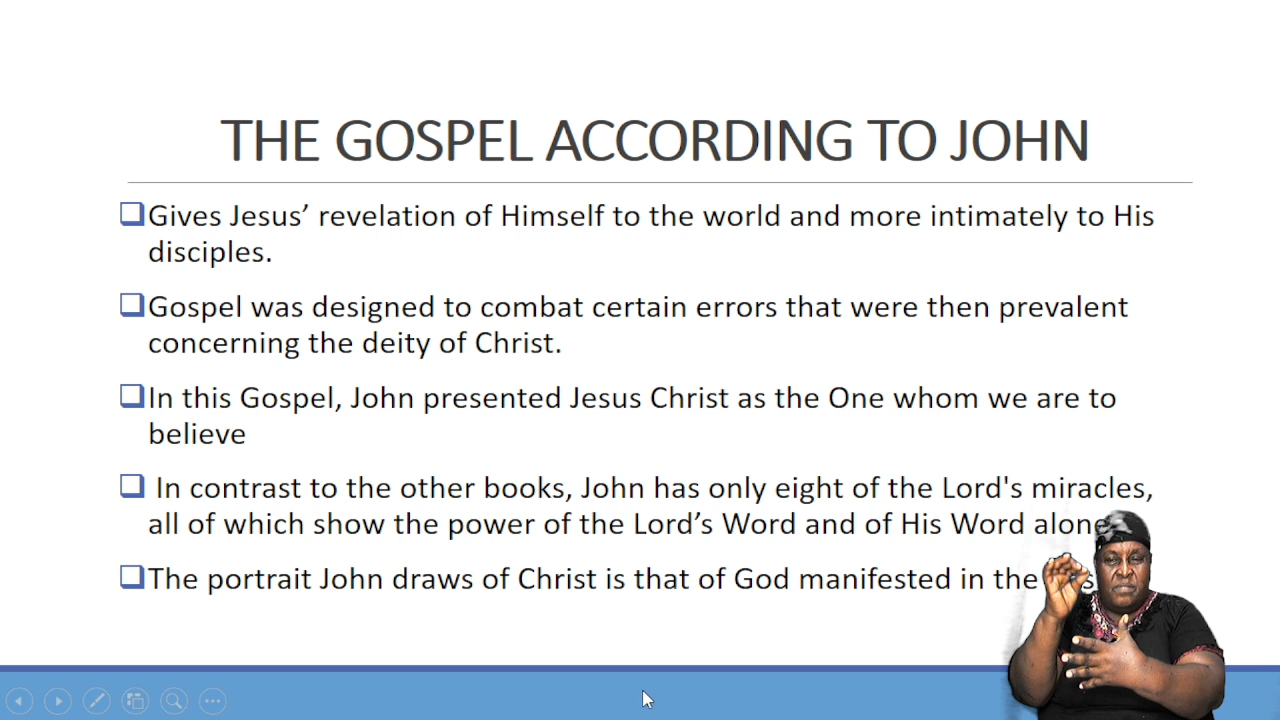 THE GOSPEL ACCORDING TO JOHN
Gives Jesus’ revelation of Himself to the world and more intimately to His
disciples.
Gospel was designed to combat certain errors that were then prevalent
concerning the deity of Christ.
In this Gospel, John presented Jesus Christ as the One whom we are to
believe
In contrast to the other books, John has only eight of the Lord's miracles,
all of which show the power of the Lord’s Word and of His Word alone
The portrait John draws of Christ is that of God manifested in the